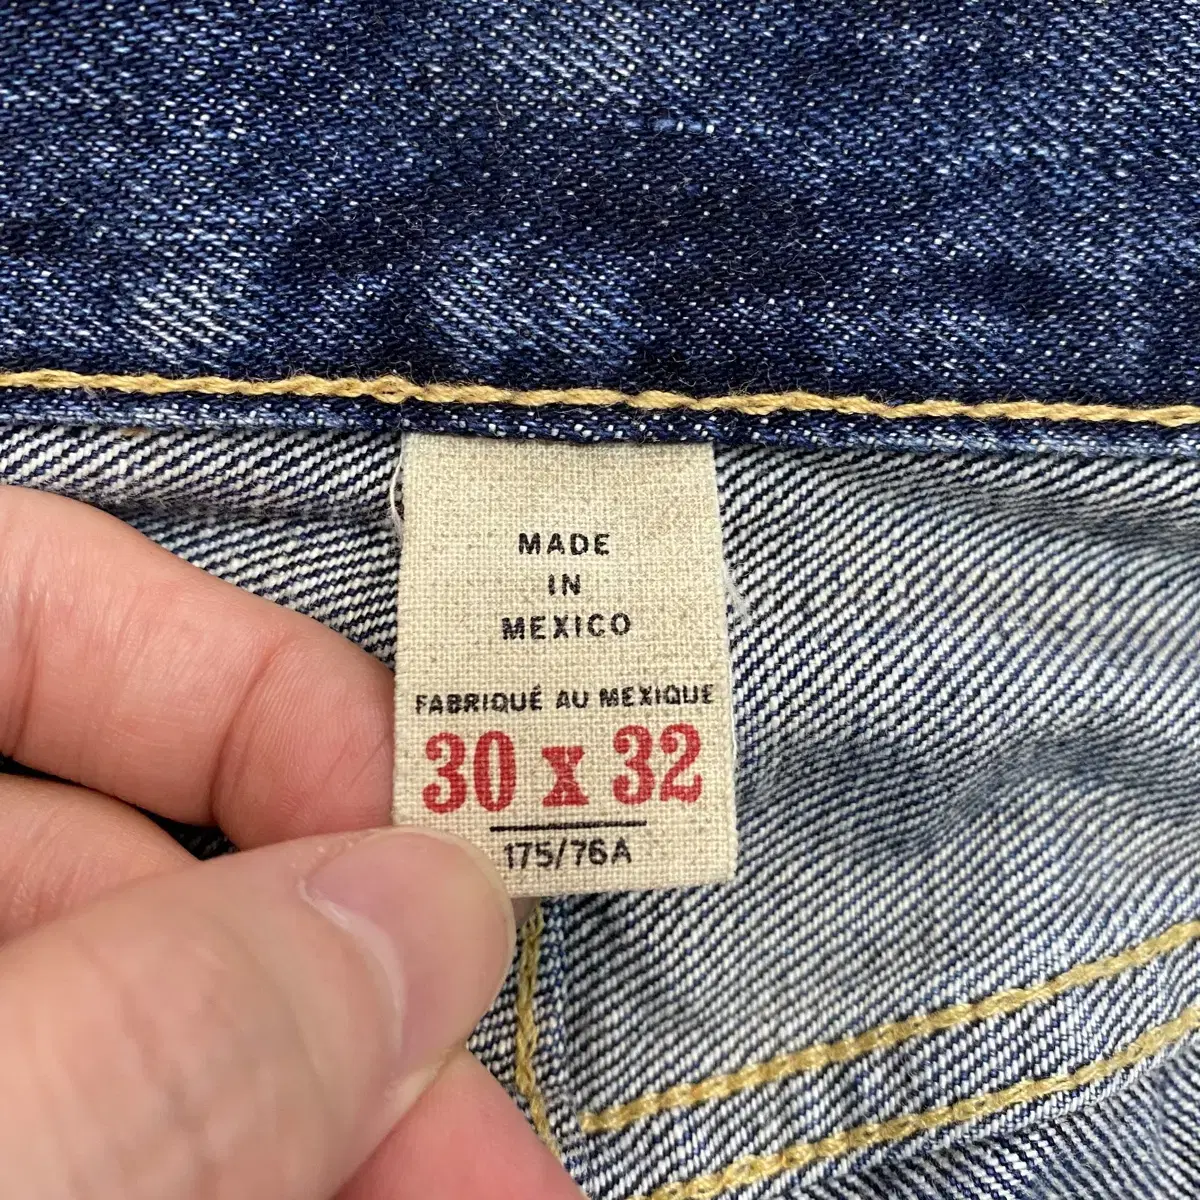 MADE
IN
MEXICO
FABRIQUÉ AU MEXIQUE
30 x 32
175/76A